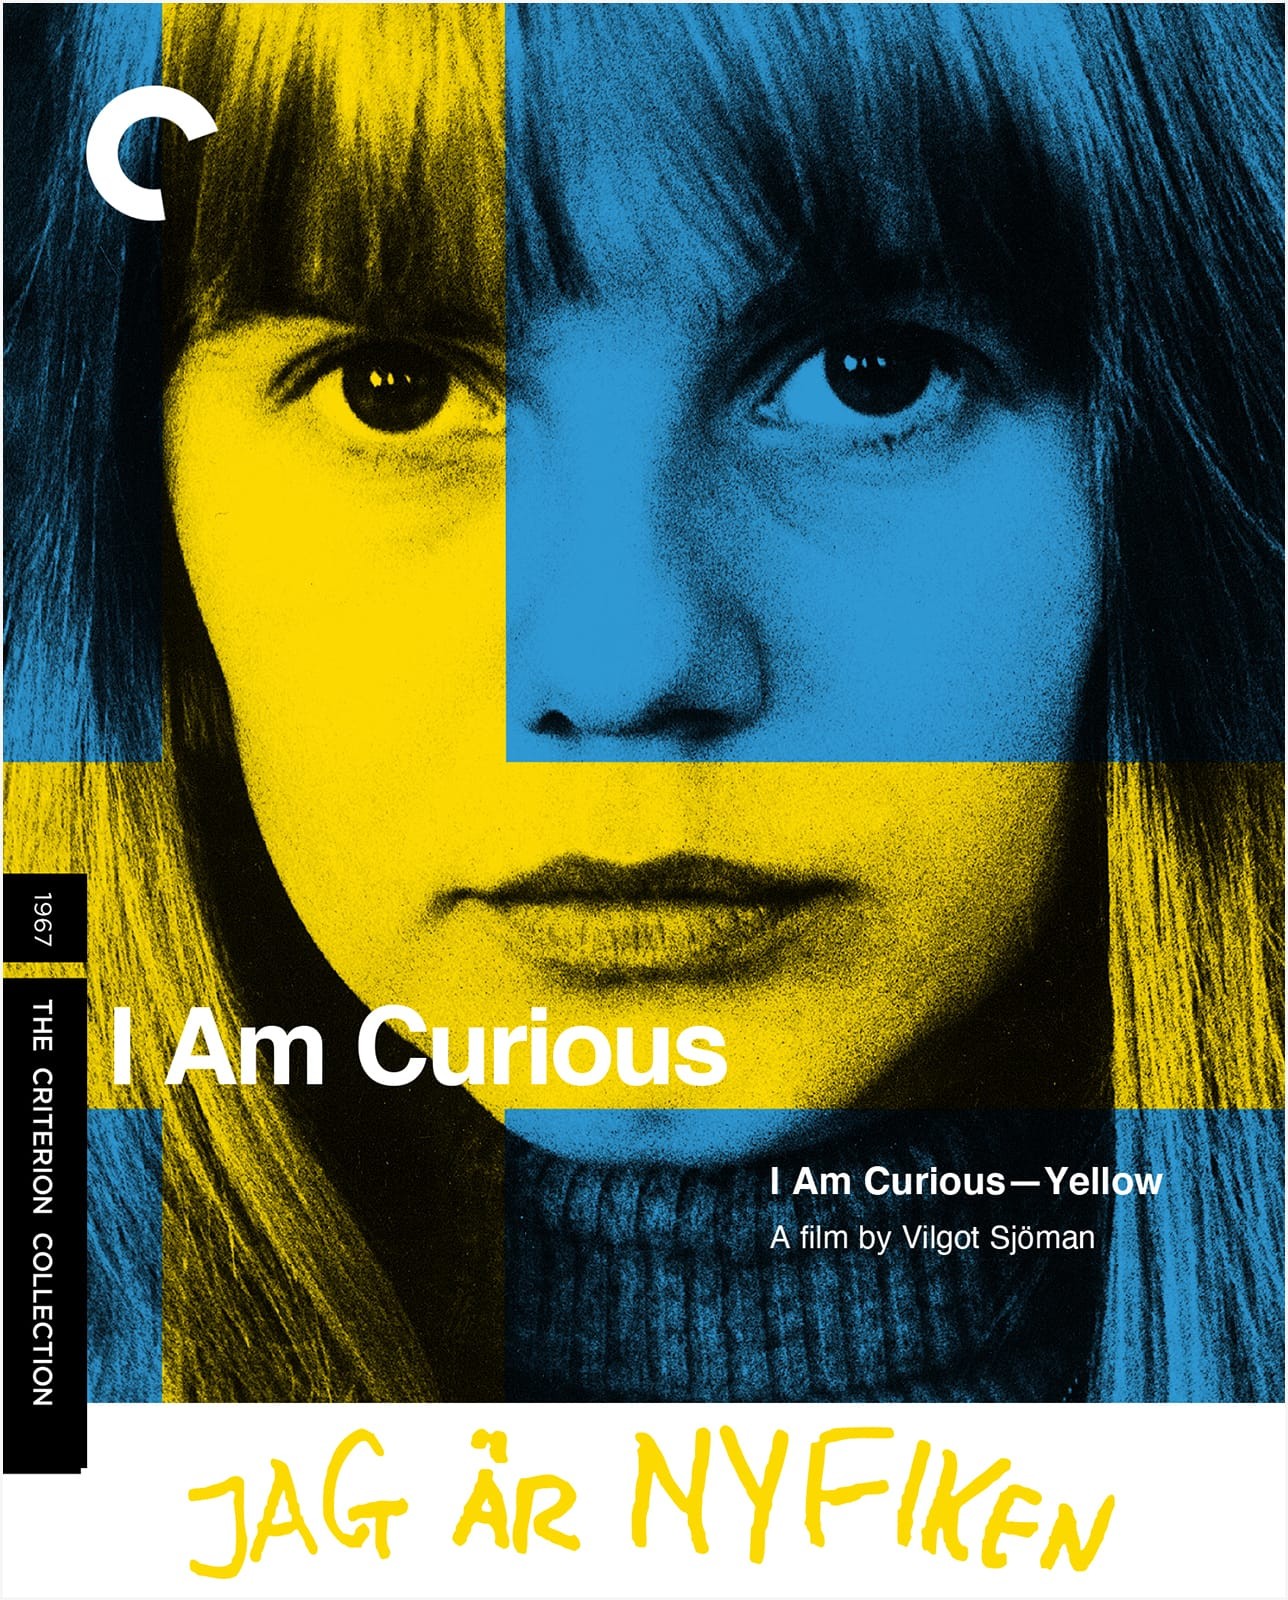 1967
THE CRITERION COLLECTION
I Am Curious
I Am Curious—Yellow
A film by Vilgot Sjöman
JAG ÄR NYFIKEN